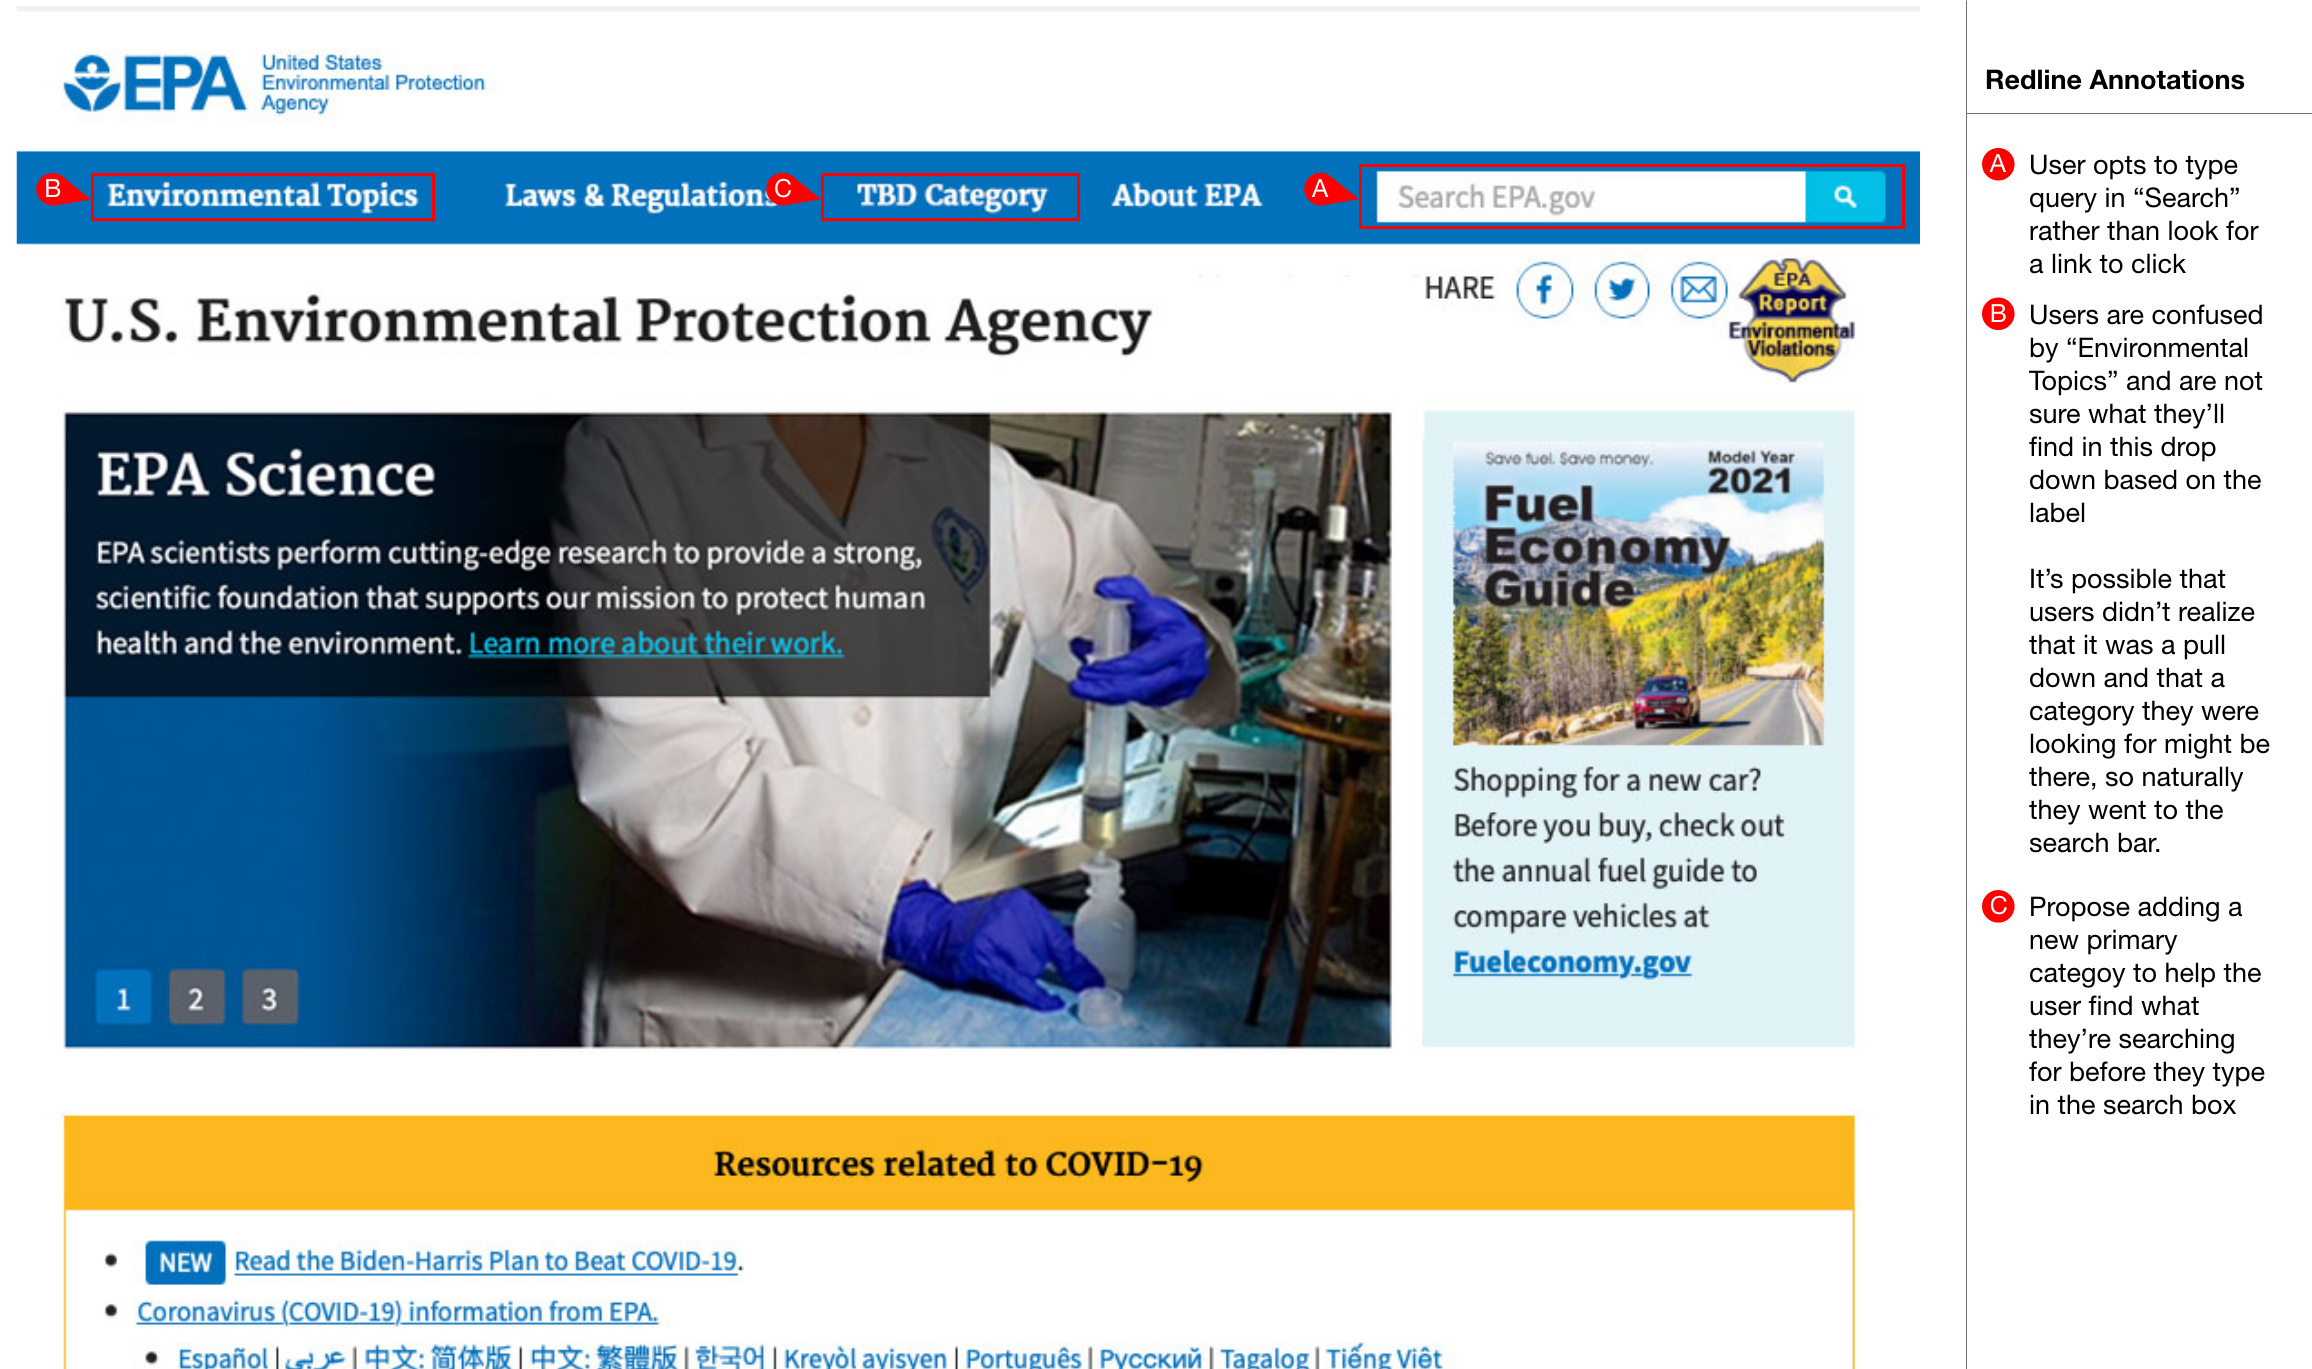 EPA
United States
Environmental Protection
Agency
B
Environmental Topics
Laws & Regulations
C
TBD Category
About EPA
A
Search EPA.gov
HARE
U.S. Environmental Protection Agency
EPA
Report
Environmental
Violations
EPA Science
EPA scientists perform cutting-edge research to provide a strong,
scientific foundation that supports our mission to protect human
health and the environment. Learn more about their work.
1
2
3
Save fuel. Save money.
Model Year
2021
Fuel
Economy
Guide
Shopping for a new car?
Before you buy, check out
the annual fuel guide to
compare vehicles at
Fueleconomy.gov
Resources related to COVID-19
• NEW Read the Biden-Harris Plan to Beat COVID-19.
• Coronavirus (COVID-19) information from EPA.
• Español | عربي | 中文: 简体版 | 中文: 繁體版 | 한국어 | Kreyòl ayisyen | Português | Русский | Tagalog | Tiếng Việt
Redline Annotations
A User opts to type
query in “Search”
rather than look for
a link to click
B Users are confused
by “Environmental
Topics” and are not
sure what they’ll
find in this drop
down based on the
label
It’s possible that
users didn’t realize
that it was a pull
down and that a
category they were
looking for might be
there, so naturally
they went to the
search bar.
C Propose adding a
new primary
categoy to help the
user find what
they’re searching
for before they type
in the search box